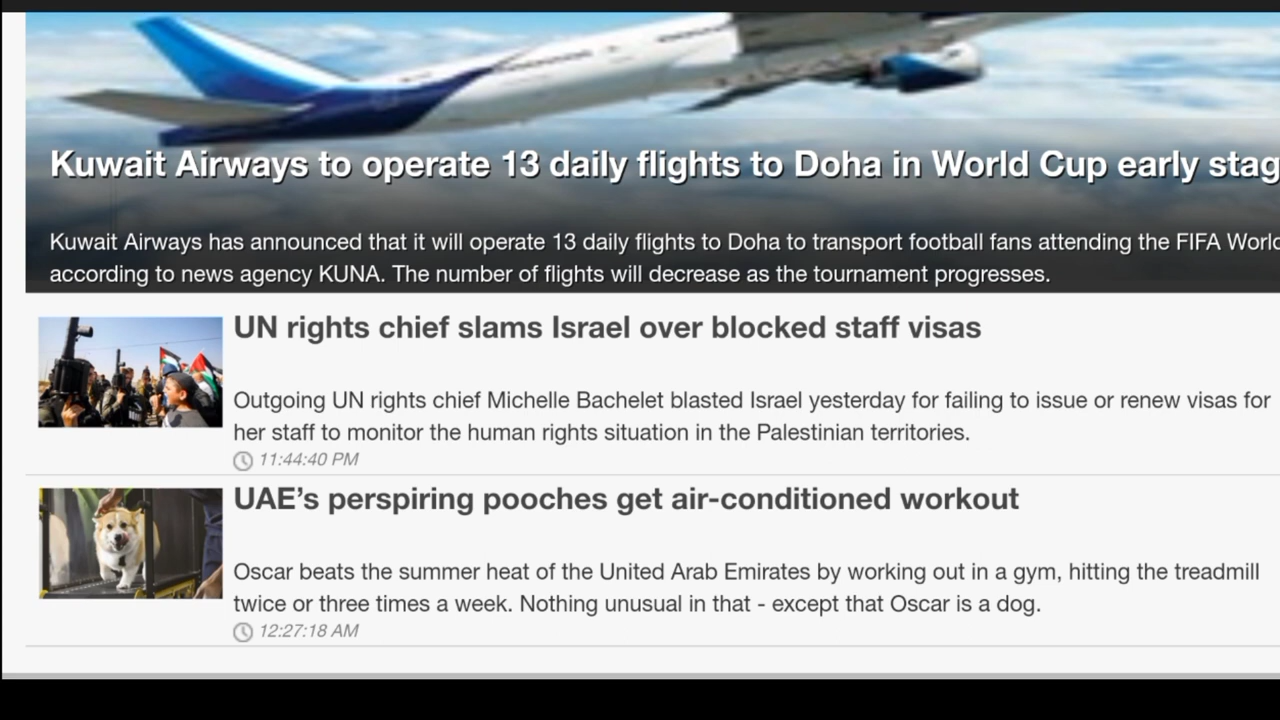 Kuwait Airways to operate 13 daily flights to Doha in World Cup early stag
Kuwait Airways has announced that it will operate 13 daily flights to Doha to transport football fans attending the FIFA World
according to news agency KUNA. The number of flights will decrease as the tournament progresses.
UN rights chief slams Israel over blocked staff visas
Outgoing UN rights chief Michelle Bachelet blasted Israel yesterday for failing to issue or renew visas for
her staff to monitor the human rights situation in the Palestinian territories.
11:44:40 PM
UAE’s perspiring pooches get air-conditioned workout
Oscar beats the summer heat of the United Arab Emirates by working out in a gym, hitting the treadmill
twice or three times a week. Nothing unusual in that - except that Oscar is a dog.
12:27:18 AM